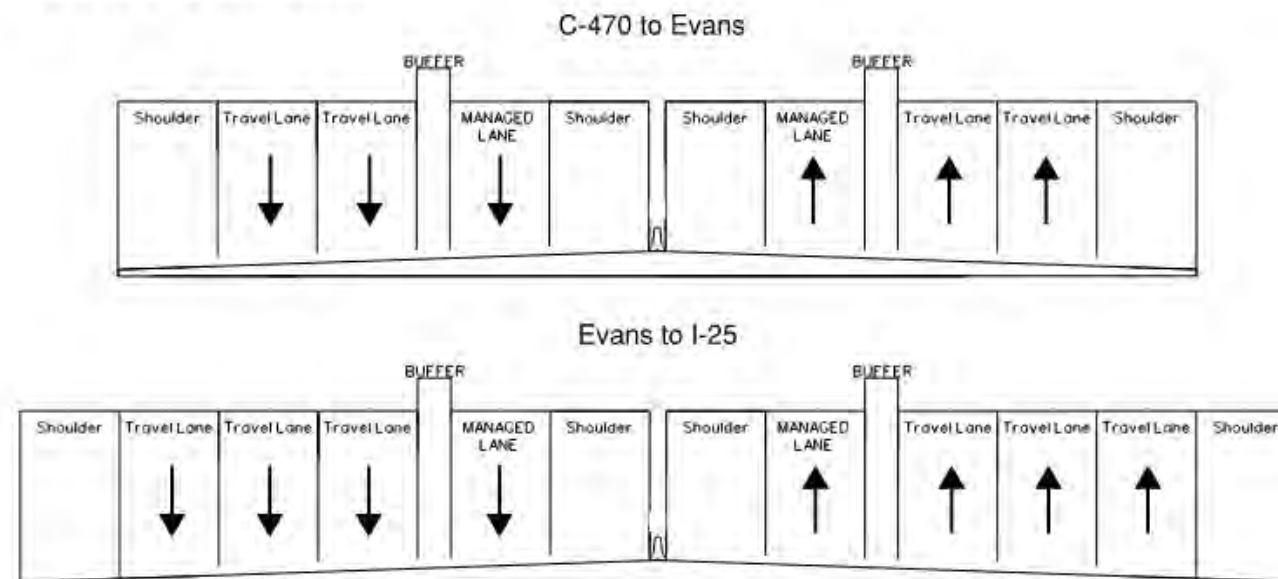 C-470 to Evans
BUFFER BUFFER
Shoulder Travel Lane Travel Lane MANAGED LANE Shoulder Shoulder MANAGED LANE Travel Lane Travel Lane Shoulder
Evans to I-25
BUFFER BUFFER
Shoulder Travel Lane Travel Lane Travel Lane MANAGED LANE Shoulder Shoulder MANAGED LANE Travel Lane Travel Lane Travel Lane Shoulder